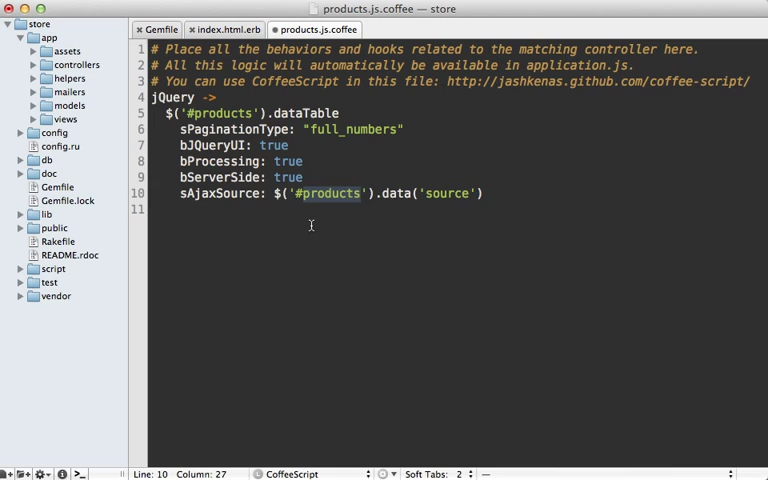 products.js.coffee — store
store
app
assets
controllers
helpers
mailers
models
views
config
config.ru
db
doc
Gemfile
Gemfile.lock
lib
public
Rakefile
README.rdoc
script
test
vendor
Gemfile
index.html.erb
products.js.coffee
1 # Place all the behaviors and hooks related to the matching controller here.
2 # All this logic will automatically be available in application.js.
3 # You can use CoffeeScript in this file: http://jashkenas.github.com/coffee-script/
4 jQuery ->
5 $('#products').dataTable
6 sPaginationType: "full_numbers"
7 bJQueryUI: true
8 bProcessing: true
9 bServerSide: true
10 sAjaxSource: $('#products').data('source')
11
Line: 10 Column: 27 CoffeeScript Soft Tabs: 2 —